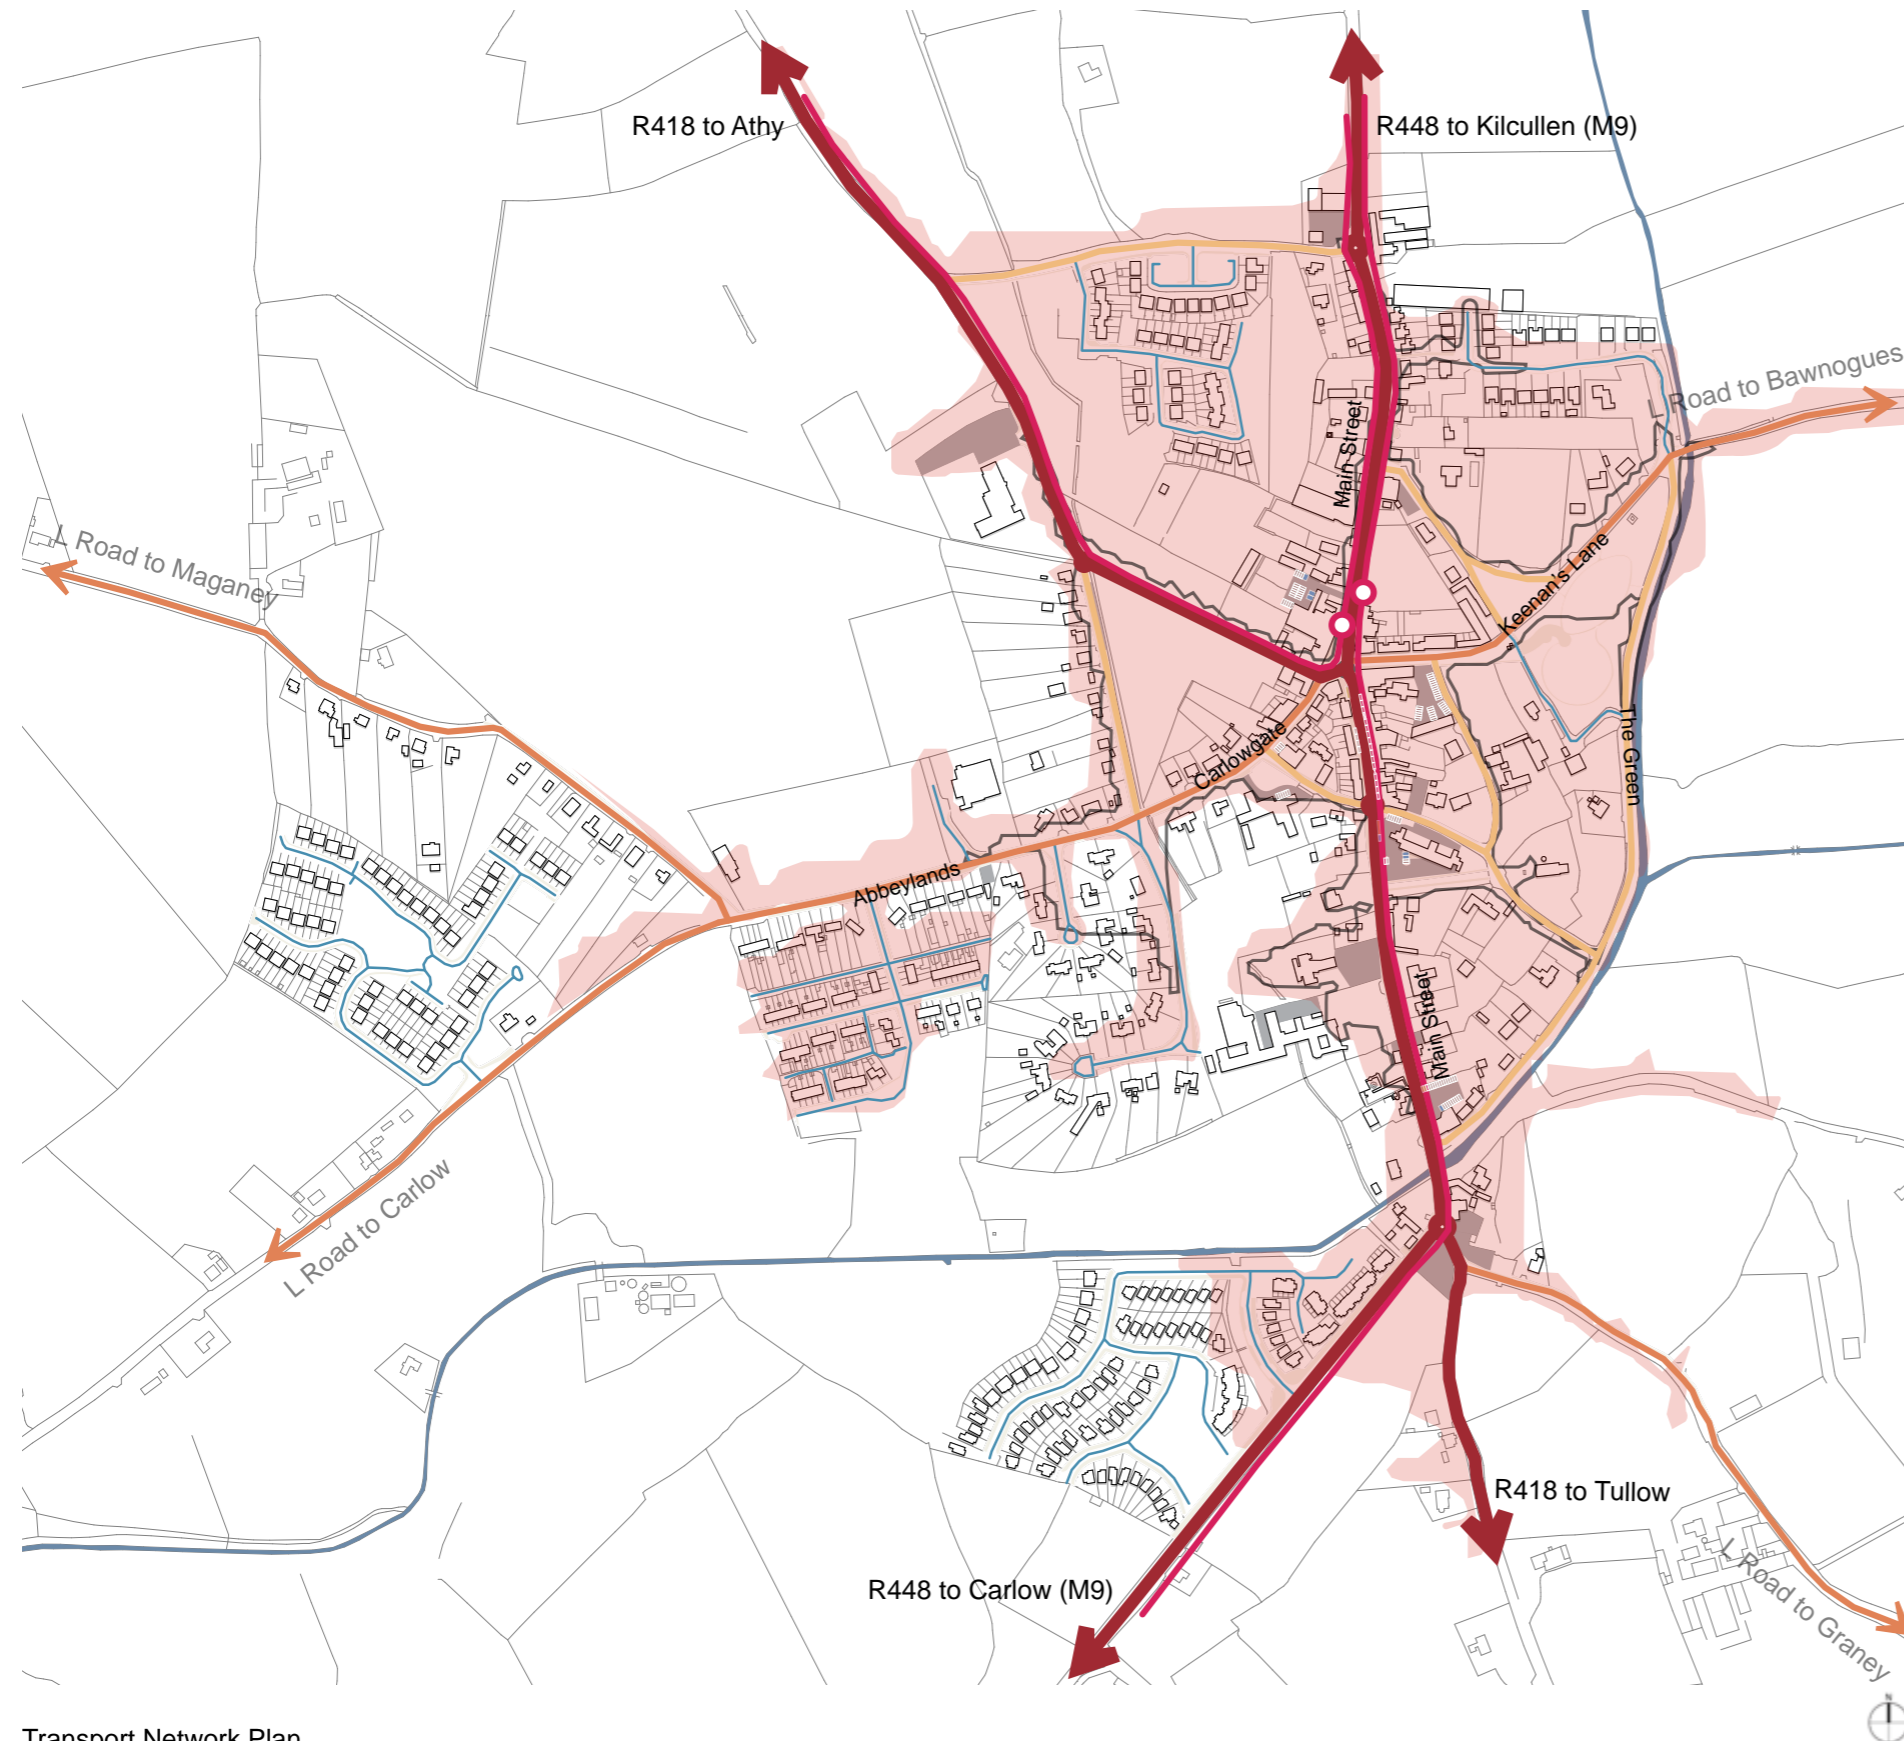 R418 to Athy
R448 to Kilcullen (M9)
L Road to Bawnogues
Main Street
L Road to Maganey
Keenan's Lane
The Green
Carlowgate
Abbeylands
Main Street
L Road to Carlow
R418 to Tullow
L Road to Graney
R448 to Carlow (M9)
N
Transport Network Plan